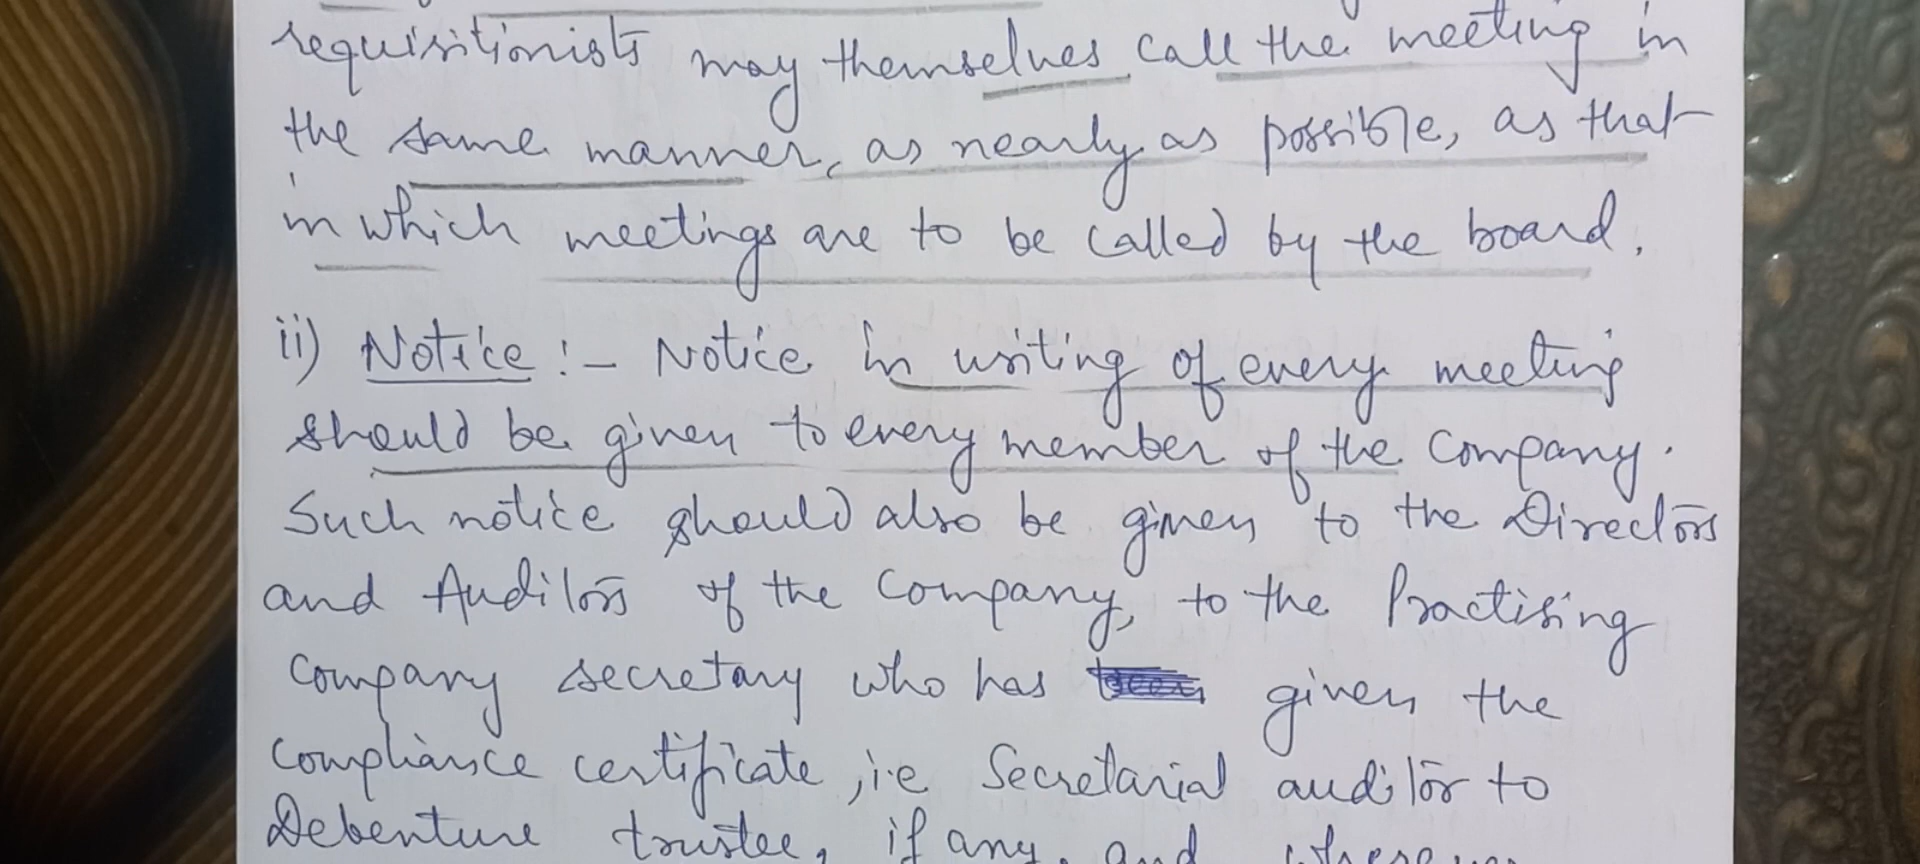 requisitionists may themselves call the meeting in
the same manner, as nearly as possible, as that
in which meetings are to be called by the board.
ii) Notice :- Notice in writing of every meeting
should be given to every member of the company.
Such notice should also be given to the Directors
and Auditors of the company, to the Practising
company secretary who has given the
compliance certificate, i.e Secretarial auditor to
Debenture trustee, if any, and